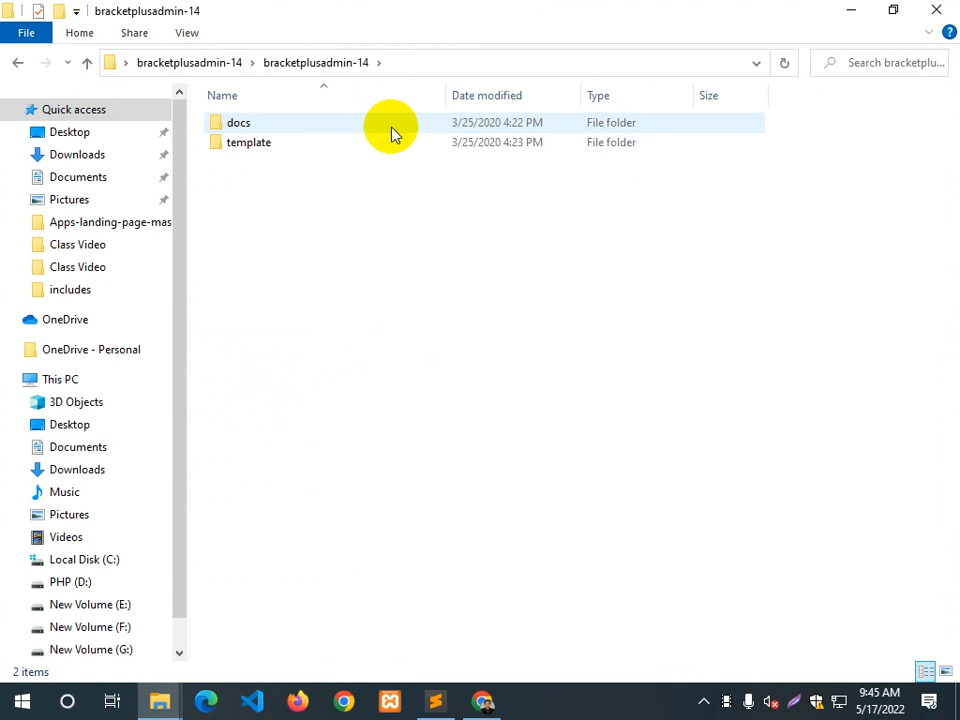 bracketplusadmin-14
File Home Share View
bracketplusadmin-14 bracketplusadmin-14 Search bracketplu...
Name Date modified Type Size
docs 3/25/2020 4:22 PM File folder
template 3/25/2020 4:23 PM File folder
Quick access
Desktop
Downloads
Documents
Pictures
Apps-landing-page-mas
Class Video
Class Video
includes
OneDrive
OneDrive - Personal
This PC
3D Objects
Desktop
Documents
Downloads
Music
Pictures
Videos
Local Disk (C:)
PHP (D:)
New Volume (E:)
New Volume (F:)
New Volume (G:)
2 items
9:45 AM
5/17/2022